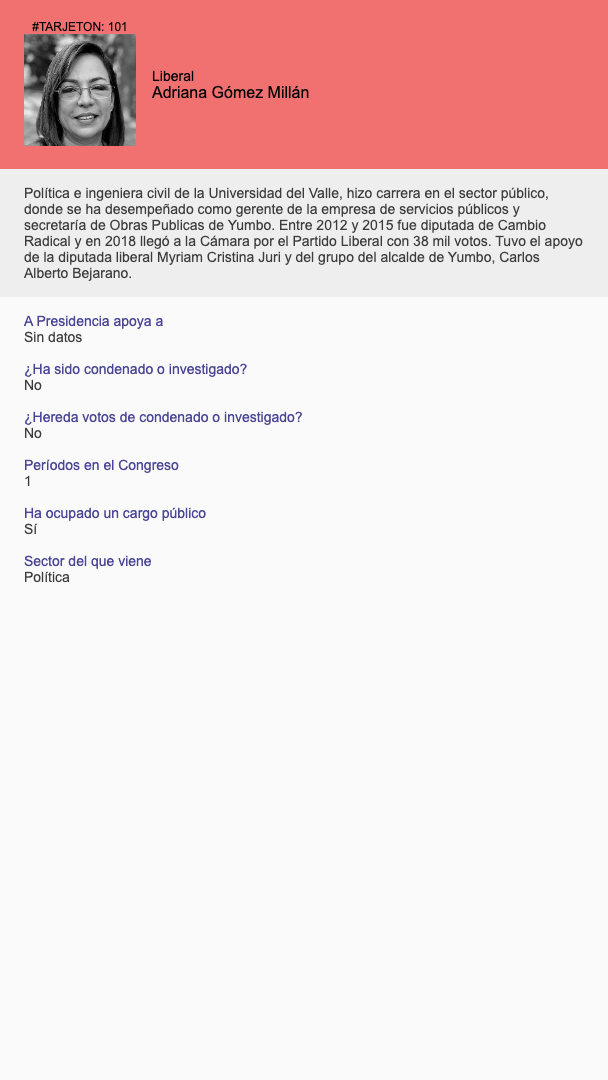 #TARJETON: 101
Liberal
Adriana Gómez Millán
Política e ingeniera civil de la Universidad del Valle, hizo carrera en el sector público,
donde se ha desempeñado como gerente de la empresa de servicios públicos y
secretaría de Obras Publicas de Yumbo. Entre 2012 y 2015 fue diputada de Cambio
Radical y en 2018 llegó a la Cámara por el Partido Liberal con 38 mil votos. Tuvo el apoyo
de la diputada liberal Myriam Cristina Juri y del grupo del alcalde de Yumbo, Carlos
Alberto Bejarano.
A Presidencia apoya a
Sin datos
¿Ha sido condenado o investigado?
No
¿Hereda votos de condenado o investigado?
No
Períodos en el Congreso
1
Ha ocupado un cargo público
Sí
Sector del que viene
Política